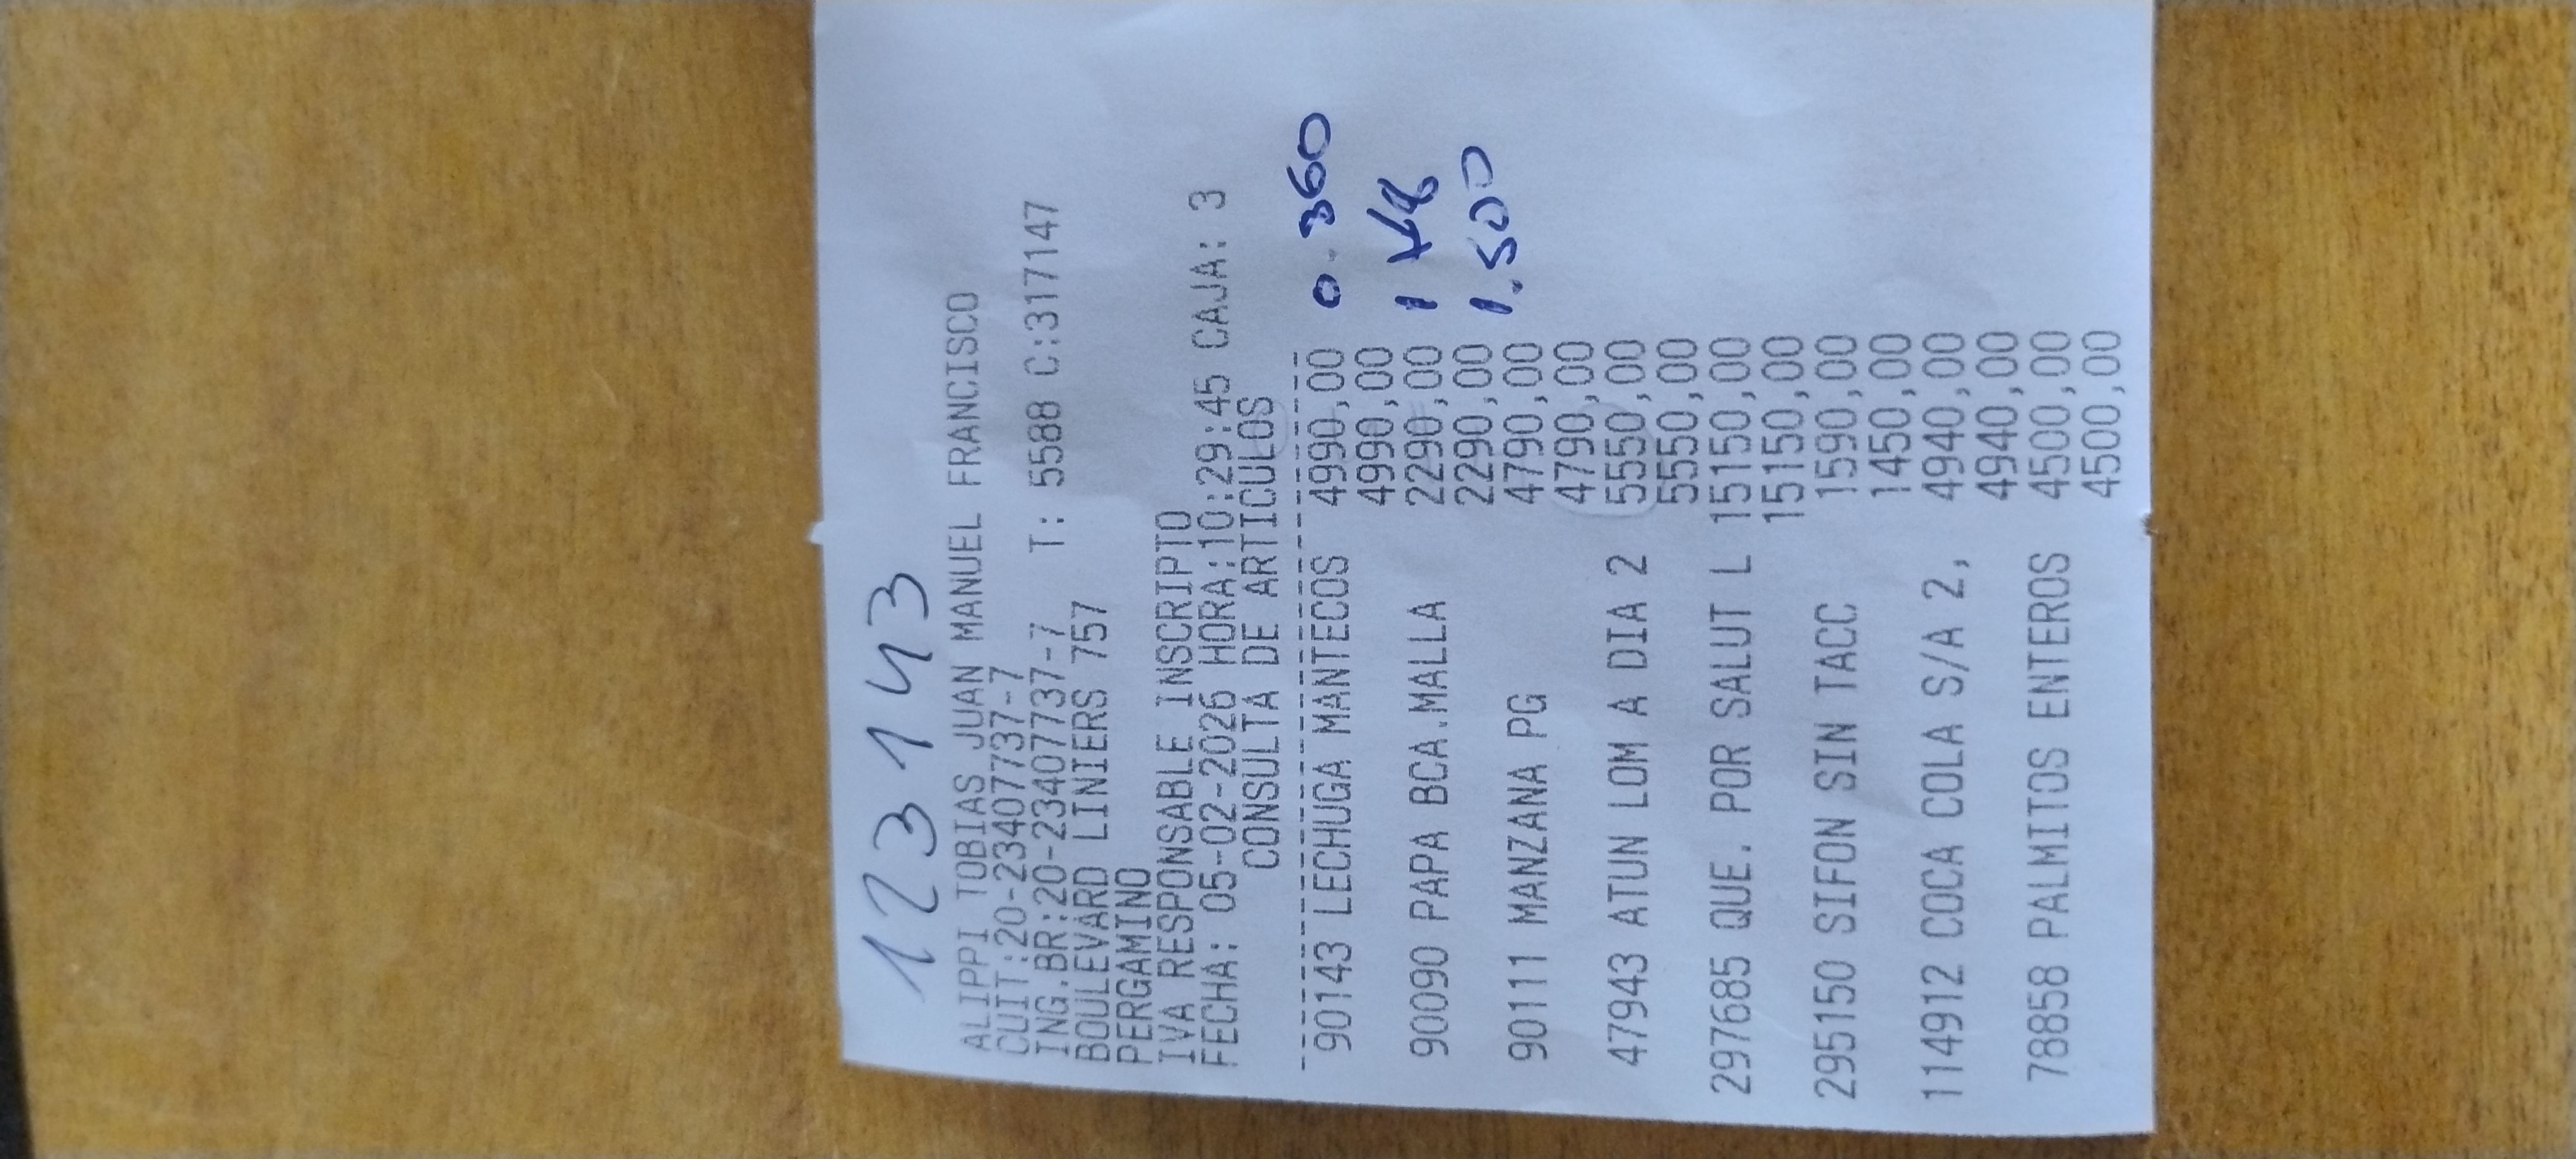 123143
ALIPPI TOBIAS JUAN MANUEL FRANCISCO
CUIT:20-23407737-7
ING.BR:20-23407737-7 T: 5588 C:317147
BOULEVARD LINIERS 757
PERGAMINO
IVA RESPONSABLE INSCRIPTO
FECHA: 05-02-2026 HORA:10:29:45 CAJA: 3
CONSULTA DE ARTICULOS
90143 LECHUGA MANTECOS 4990,00 0.360
4990,00
90090 PAPA BCA.MALLA 2290,00 1 Kg
2290,00 1.500
90111 MANZANA PG 4790,00
4790,00
47943 ATUN LOM A DIA 2 5550,00
5550,00
297685 QUE. POR SALUT L 15150,00
15150,00
295150 SIFON SIN TACC 1590,00
1450,00
114912 COCA COLA S/A 2, 4940,00
4940,00
78858 PALMITOS ENTEROS 4500,00
4500,00